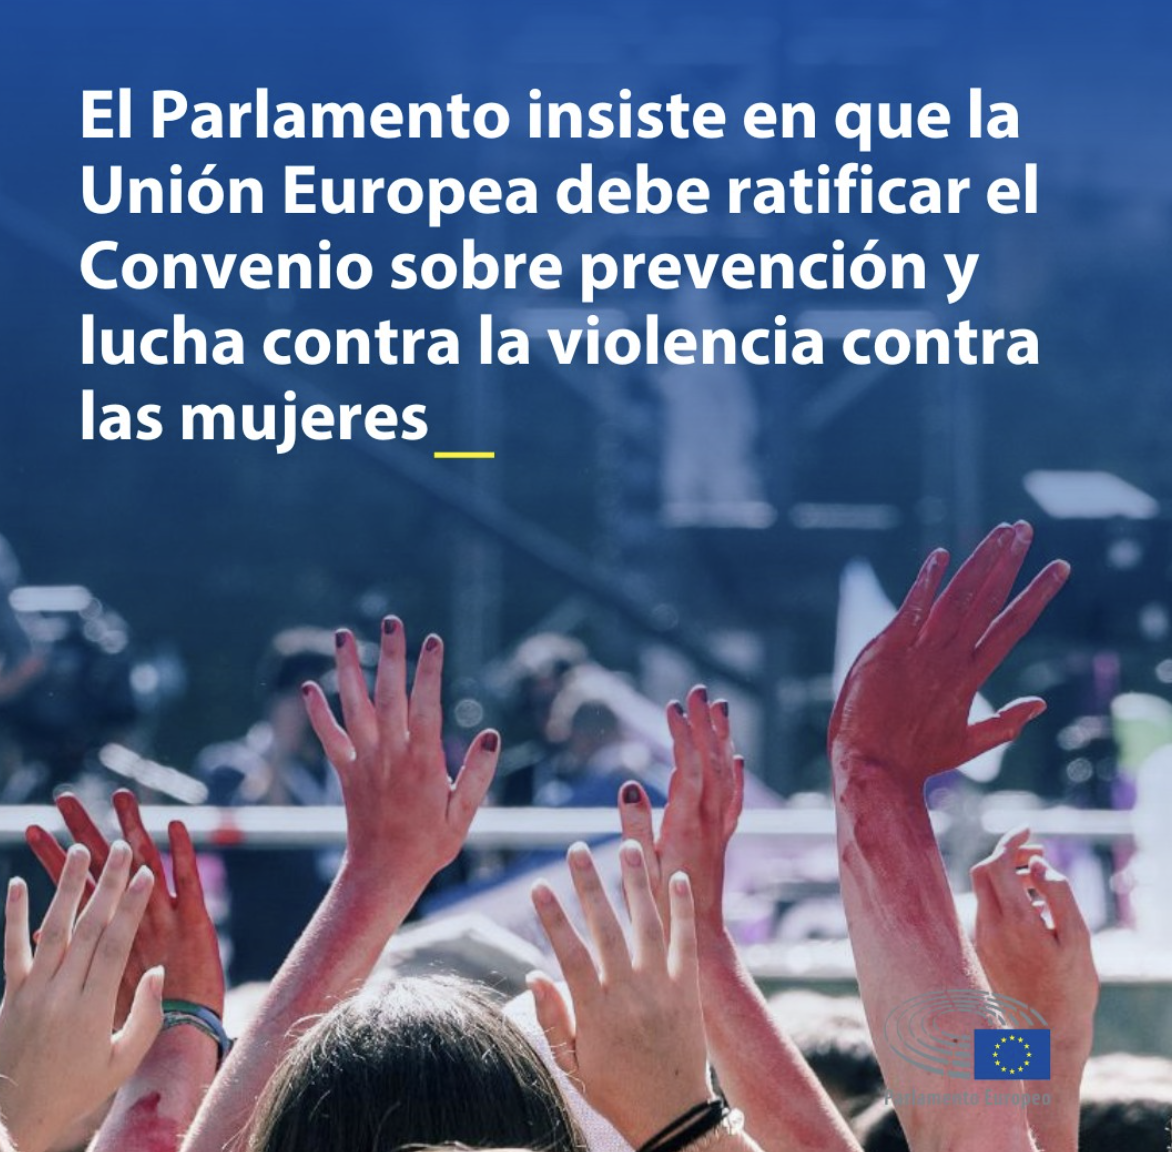 El Parlamento insiste en que la
Unión Europea debe ratificar el
Convenio sobre prevención y
lucha contra la violencia contra
las mujeres
Parlamento Europeo